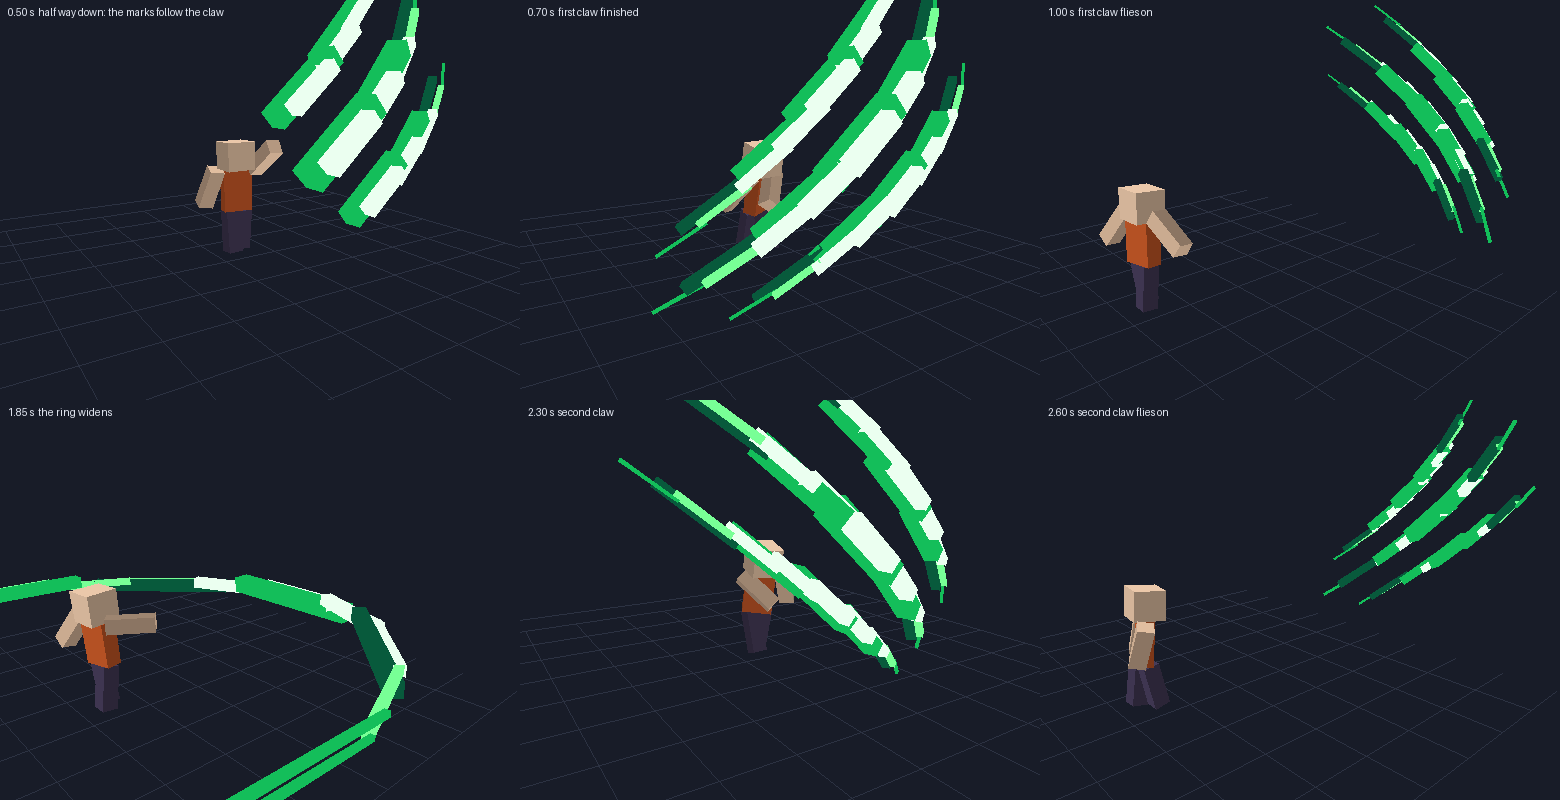 0.50 s half way down: the marks follow the claw
0.70 s first claw finished
1.00 s first claw flies on
1.85 s the ring widens
2.30 s second claw
2.60 s second claw flies on